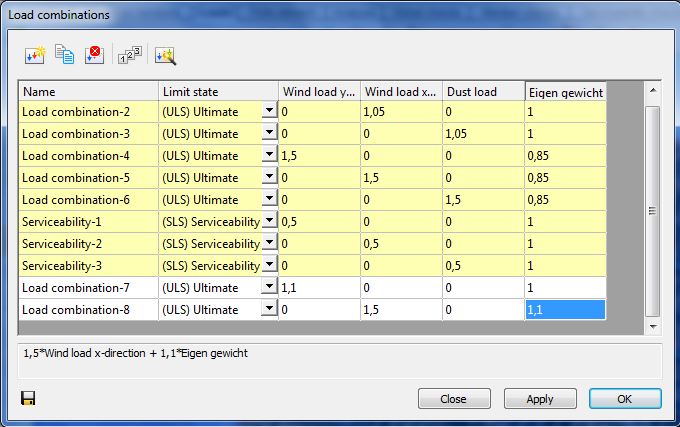 Load combinations
1 2 3
Name Limit state Wind load y... Wind load x... Dust load Eigen gewicht
Load combination-2 (ULS) Ultimate 0 1,05 0 1
Load combination-3 (ULS) Ultimate 0 0 1,05 1
Load combination-4 (ULS) Ultimate 1,5 0 0 0,85
Load combination-5 (ULS) Ultimate 0 1,5 0 0,85
Load combination-6 (ULS) Ultimate 0 0 1,5 0,85
Serviceability-1 (SLS) Serviceability 0,5 0 0 1
Serviceability-2 (SLS) Serviceability 0 0,5 0 1
Serviceability-3 (SLS) Serviceability 0 0 0,5 1
Load combination-7 (ULS) Ultimate 1,1 0 0 1
Load combination-8 (ULS) Ultimate 0 1,5 0 1,1
1,5*Wind load x-direction + 1,1*Eigen gewicht
Close Apply OK